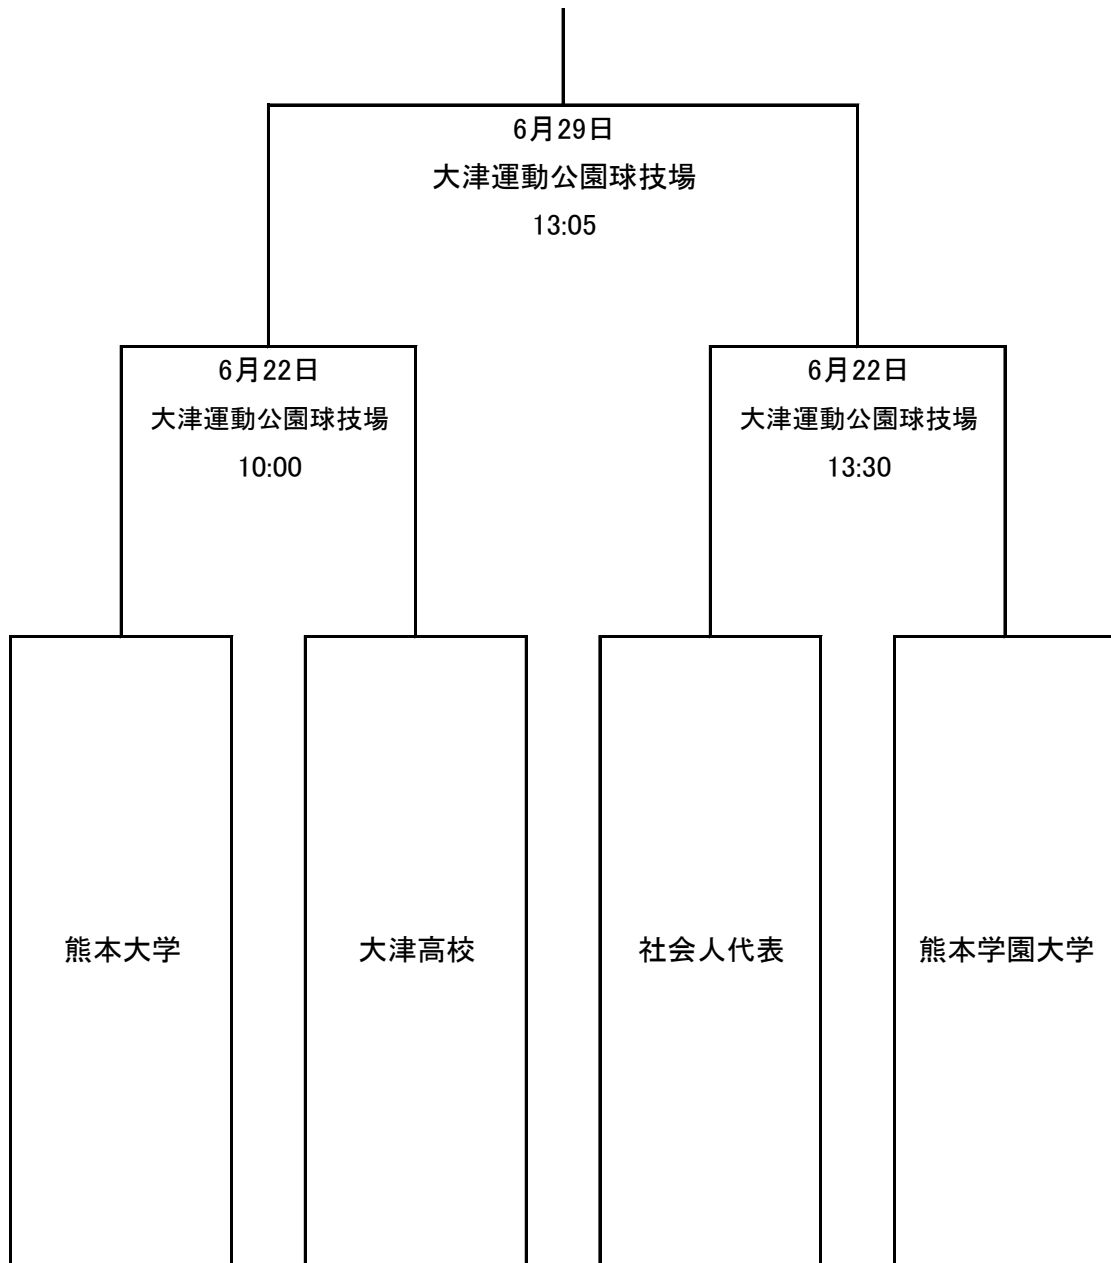 6月29日
大津運動公園球技場
13:05
6月22日
大津運動公園球技場
10:00
6月22日
大津運動公園球技場
13:30
熊本大学
大津高校
社会人代表
熊本学園大学